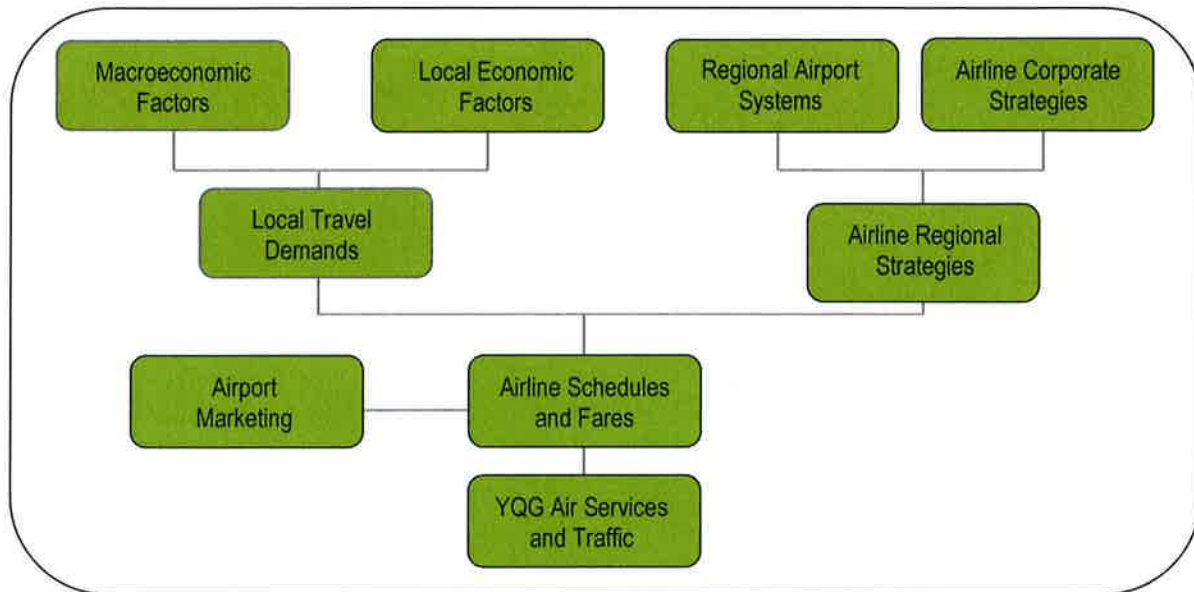 Macroeconomic
Factors
Local Economic
Factors
Regional Airport
Systems
Airline Corporate
Strategies
Local Travel
Demands
Airline Regional
Strategies
Airport
Marketing
Airline Schedules
and Fares
YQG Air Services
and Traffic